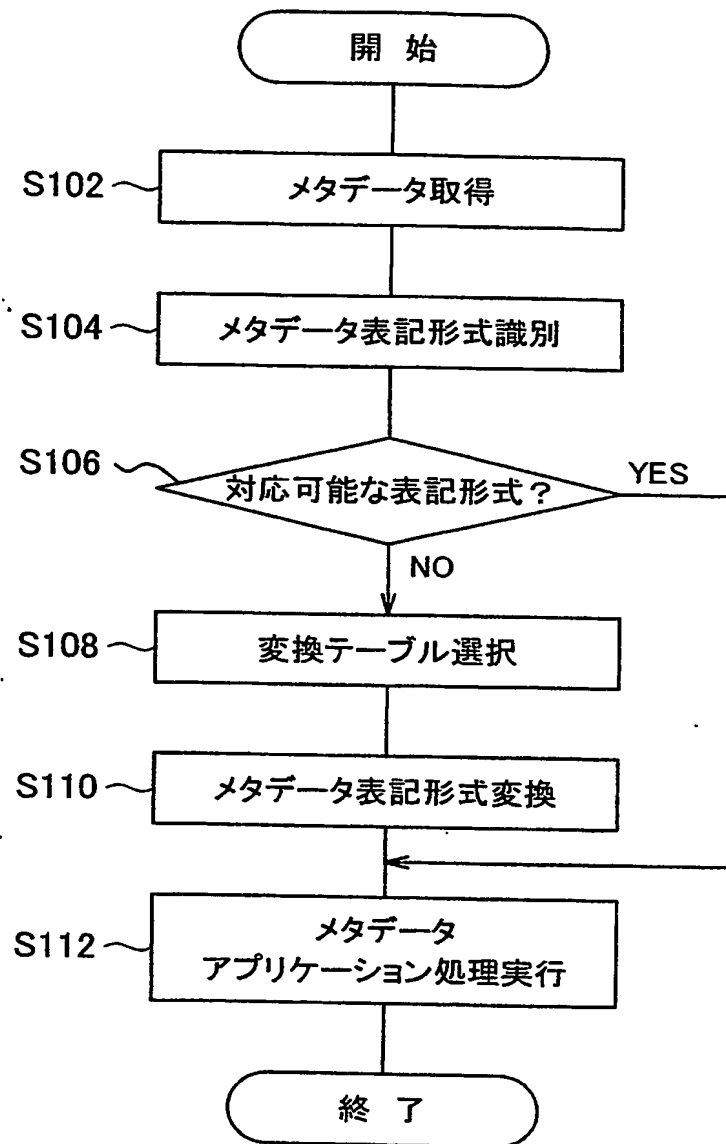 開 始
S102
メタデータ取得
S104
メタデータ表記形式識別
S106
対応可能な表記形式?
YES
NO
S108
変換テーブル選択
S110
メタデータ表記形式変換
S112
メタデータ
アプリケーション処理実行
終 了